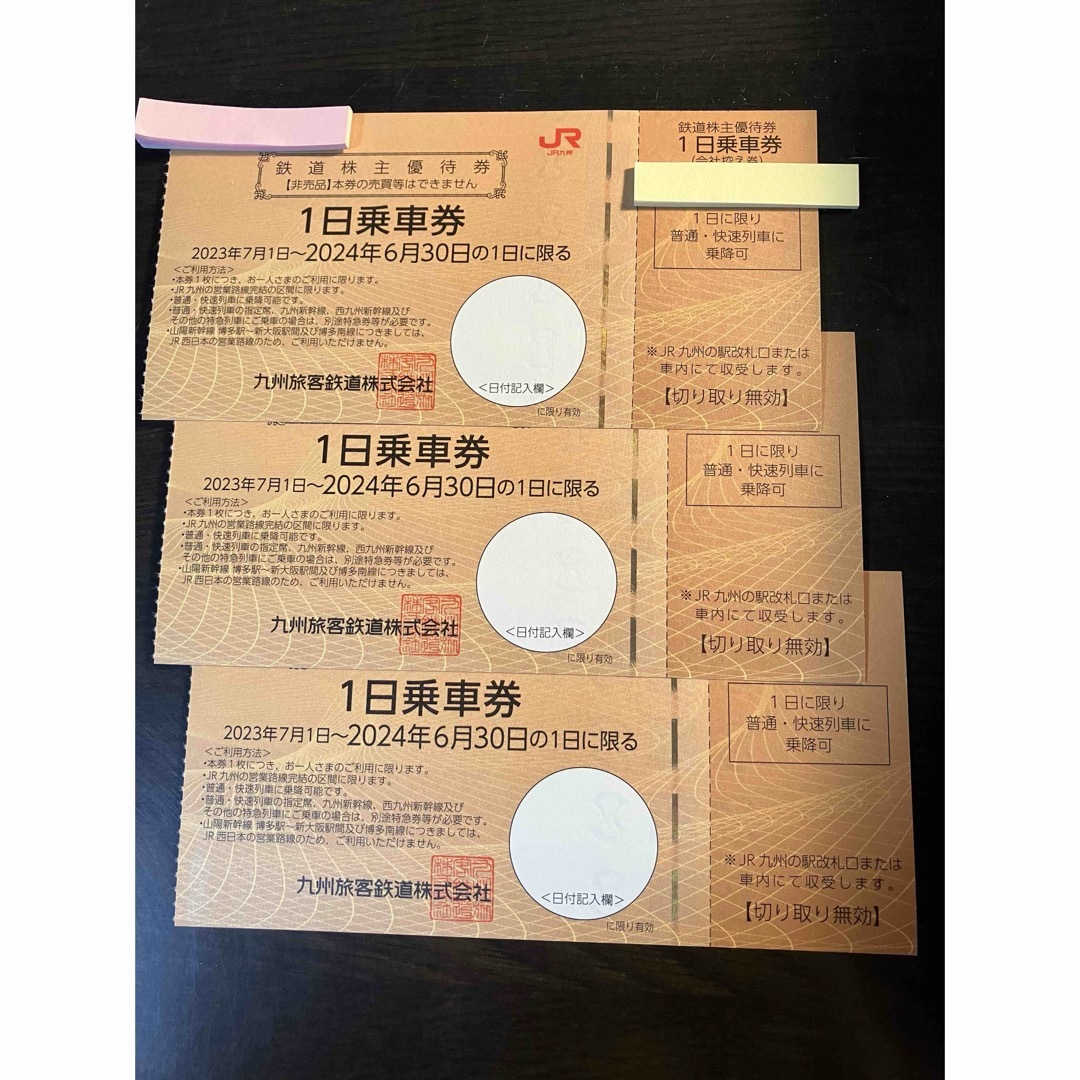 JR
JR九州
鉄道株主優待券
【非売品】本券の売買等はできません
1日乗車券
2023年7月1日～2024年6月30日の1日に限る
＜ご利用方法＞
・本券1枚につき、お一人さまのご利用に限ります。
・JR九州の営業路線完結の区間に限ります。
・普通・快速列車に乗降可能です。
・普通・快速列車の指定席、九州新幹線、西九州新幹線及び
その他の特急列車にご乗車の場合は、別途特急券等が必要です。
・山陽新幹線 博多駅～新大阪駅間及び博多南線につきましては、
JR西日本の営業路線のため、ご利用いただけません。
九州旅客鉄道株式会社
＜日付記入欄＞
に限り有効
鉄道株主優待券
1日乗車券
(会社控え券)
1日に限り
普通・快速列車に
乗降可
※JR九州の駅改札口または
車内にて収受します。
【切り取り無効】
1日乗車券
2023年7月1日～2024年6月30日の1日に限る
＜ご利用方法＞
・本券1枚につき、お一人さまのご利用に限ります。
・JR九州の営業路線完結の区間に限ります。
・普通・快速列車に乗降可能です。
・普通・快速列車の指定席、九州新幹線、西九州新幹線及び
その他の特急列車にご乗車の場合は、別途特急券等が必要です。
・山陽新幹線 博多駅～新大阪駅間及び博多南線につきましては、
JR西日本の営業路線のため、ご利用いただけません。
九州旅客鉄道株式会社
＜日付記入欄＞
に限り有効
1日に限り
普通・快速列車に
乗降可
※JR九州の駅改札口または
車内にて収受します。
【切り取り無効】
1日乗車券
2023年7月1日～2024年6月30日の1日に限る
＜ご利用方法＞
・本券1枚につき、お一人さまのご利用に限ります。
・JR九州の営業路線完結の区間に限ります。
・普通・快速列車に乗降可能です。
・普通・快速列車の指定席、九州新幹線、西九州新幹線及び
その他の特急列車にご乗車の場合は、別途特急券等が必要です。
・山陽新幹線 博多駅～新大阪駅間及び博多南線につきましては、
JR西日本の営業路線のため、ご利用いただけません。
九州旅客鉄道株式会社
＜日付記入欄＞
に限り有効
1日に限り
普通・快速列車に
乗降可
※JR九州の駅改札口または
車内にて収受します。
【切り取り無効】